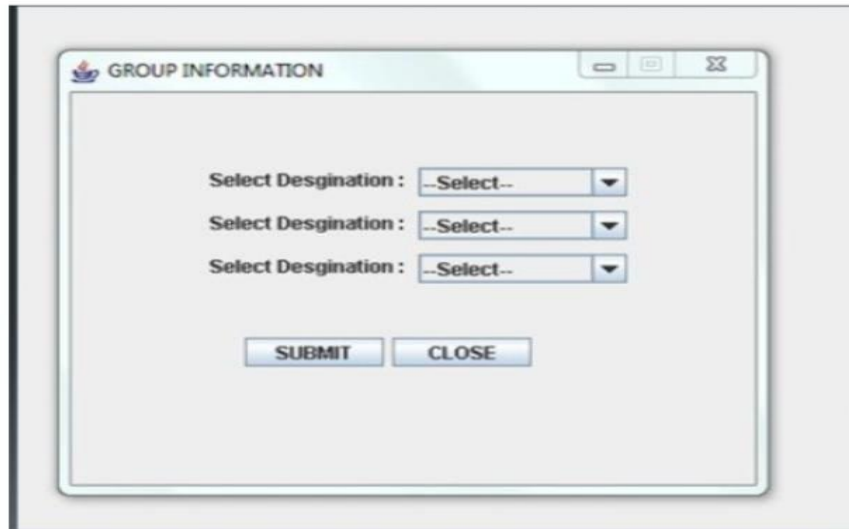 GROUP INFORMATION
Select Desgination : --Select--
Select Desgination : --Select--
Select Desgination : --Select--
SUBMIT CLOSE